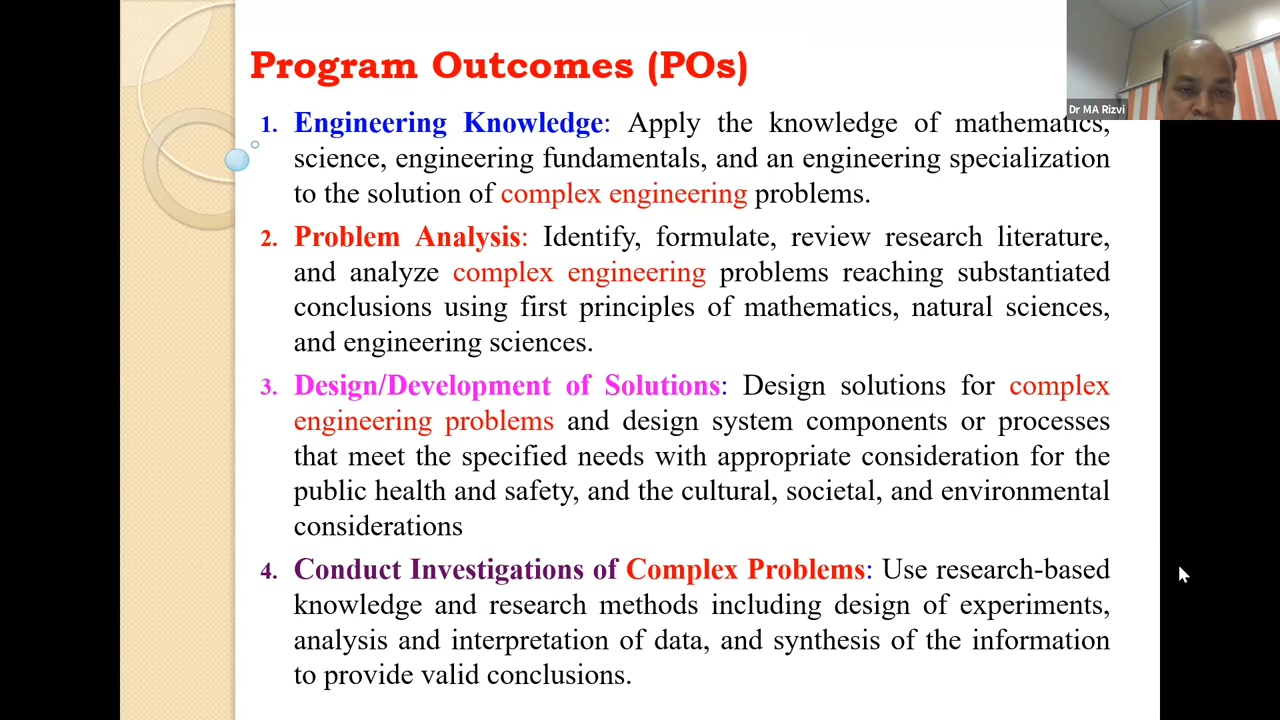 Program Outcomes (POs)
Dr MA Rizvi
1. Engineering Knowledge: Apply the knowledge of mathematics,
science, engineering fundamentals, and an engineering specialization
to the solution of complex engineering problems.
2. Problem Analysis: Identify, formulate, review research literature,
and analyze complex engineering problems reaching substantiated
conclusions using first principles of mathematics, natural sciences,
and engineering sciences.
3. Design/Development of Solutions: Design solutions for complex
engineering problems and design system components or processes
that meet the specified needs with appropriate consideration for the
public health and safety, and the cultural, societal, and environmental
considerations
4. Conduct Investigations of Complex Problems: Use research-based
knowledge and research methods including design of experiments,
analysis and interpretation of data, and synthesis of the information
to provide valid conclusions.